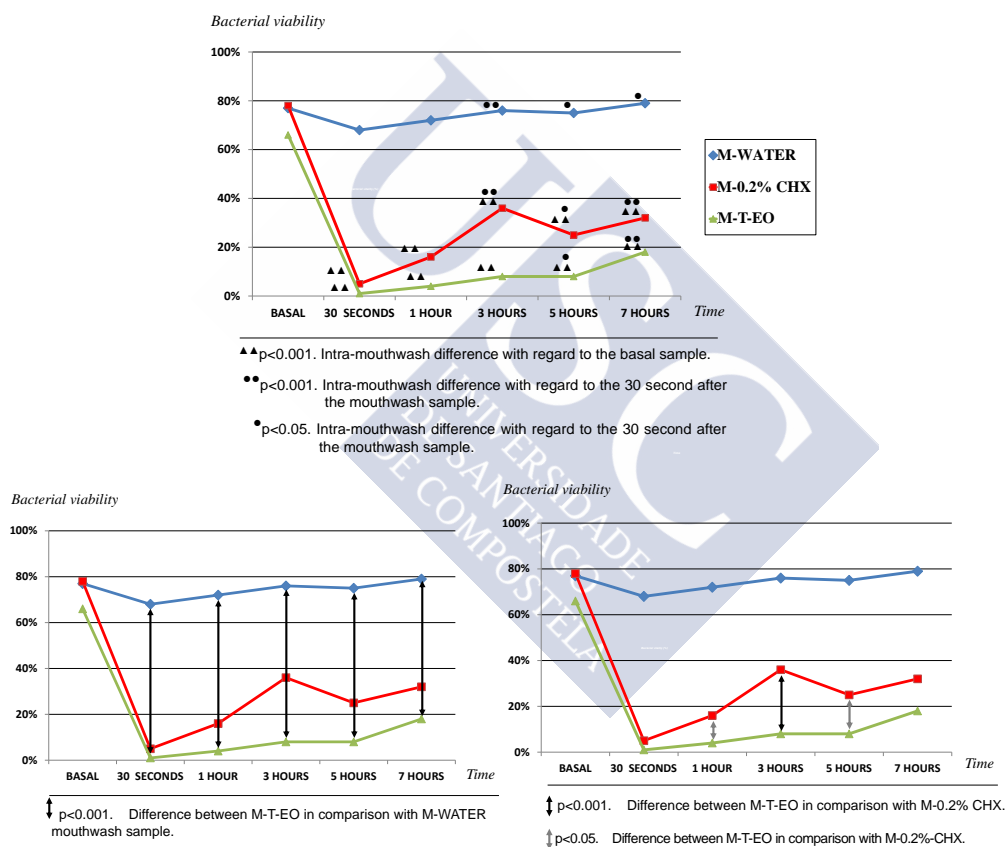 Bacterial viability
100%
80%
60%
40%
20%
0%
BASAL 30 SECONDS 1 HOUR 3 HOURS 5 HOURS 7 HOURS Time
M-WATER
M-0.2% CHX
M-T-EO
▲▲p<0.001. Intra-mouthwash difference with regard to the basal sample.
●●p<0.001. Intra-mouthwash difference with regard to the 30 second after
the mouthwash sample.
●p<0.05. Intra-mouthwash difference with regard to the 30 second after
the mouthwash sample.
USC
UNIVERSIDADE
DE SANTIAGO
DE COMPOSTELA
Bacterial viability
100%
80%
60%
40%
20%
0%
BASAL 30 SECONDS 1 HOUR 3 HOURS 5 HOURS 7 HOURS Time
↕ p<0.001. Difference between M-T-EO in comparison with M-WATER
mouthwash sample.
Bacterial viability
100%
80%
60%
40%
20%
0%
BASAL 30 SECONDS 1 HOUR 3 HOURS 5 HOURS 7 HOURS Time
↕ p<0.001. Difference between M-T-EO in comparison with M-0.2% CHX.
↕ p<0.05. Difference between M-T-EO in comparison with M-0.2%-CHX.